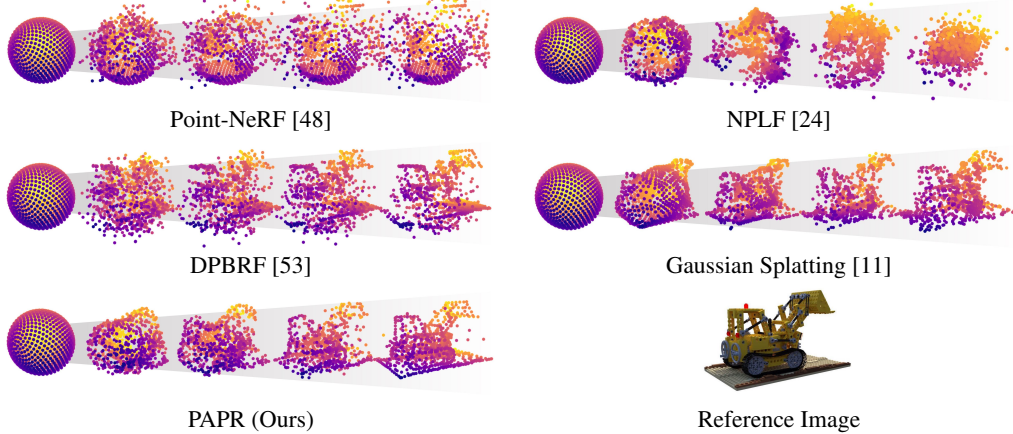 Point-NeRF [48]
NPLF [24]
DPBRF [53]
Gaussian Splatting [11]
PAPR (Ours)
Reference Image